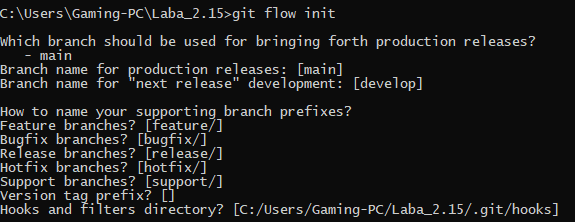 C:\Users\Gaming-PC\Laba_2.15>git flow init
Which branch should be used for bringing forth production releases?
- main
Branch name for production releases: [main]
Branch name for "next release" development: [develop]
How to name your supporting branch prefixes?
Feature branches? [feature/]
Bugfix branches? [bugfix/]
Release branches? [release/]
Hotfix branches? [hotfix/]
Support branches? [support/]
Version tag prefix? []
Hooks and filters directory? [C:/Users/Gaming-PC/Laba_2.15/.git/hooks]